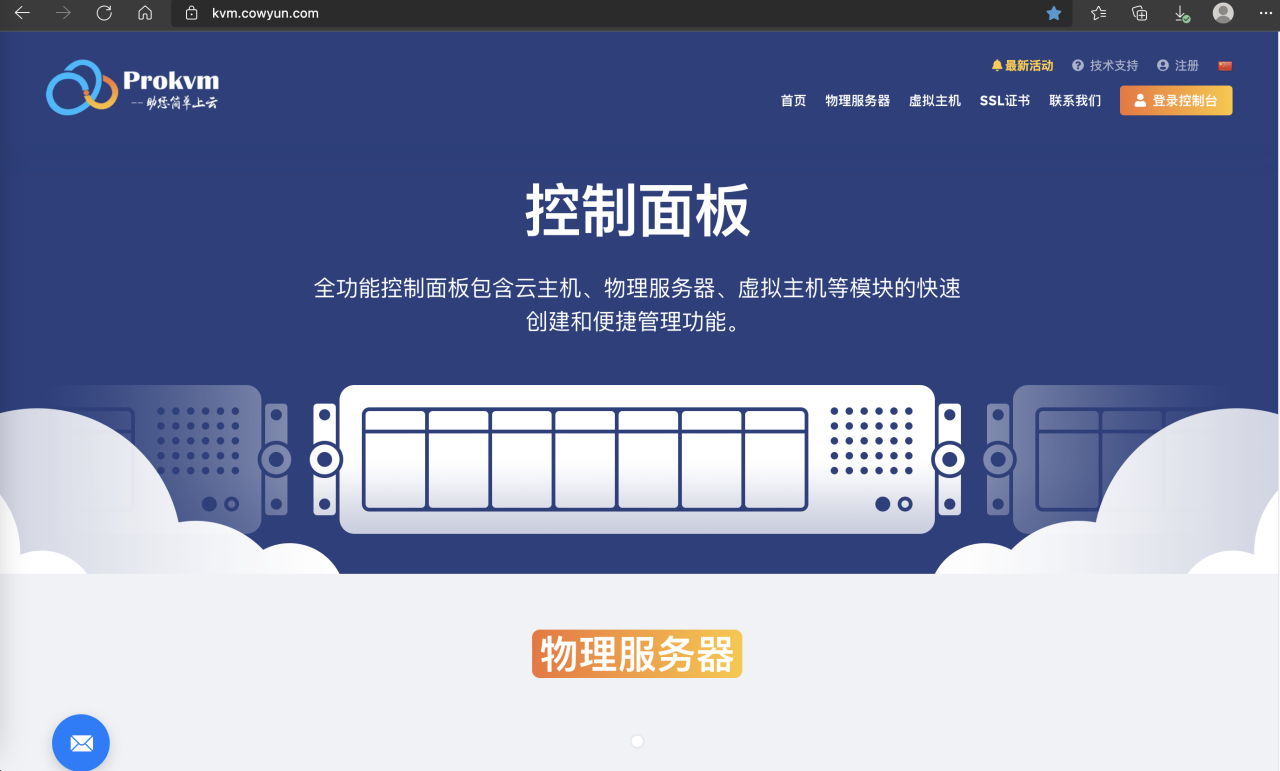 kvm.cowyun.com
最新活动 技术支持 注册
Prokvm
--助您简单上云
首页 物理服务器 虚拟主机 SSL证书 联系我们 登录控制台
控制面板
全功能控制面板包含云主机、物理服务器、虚拟主机等模块的快速
创建和便捷管理功能。
物理服务器